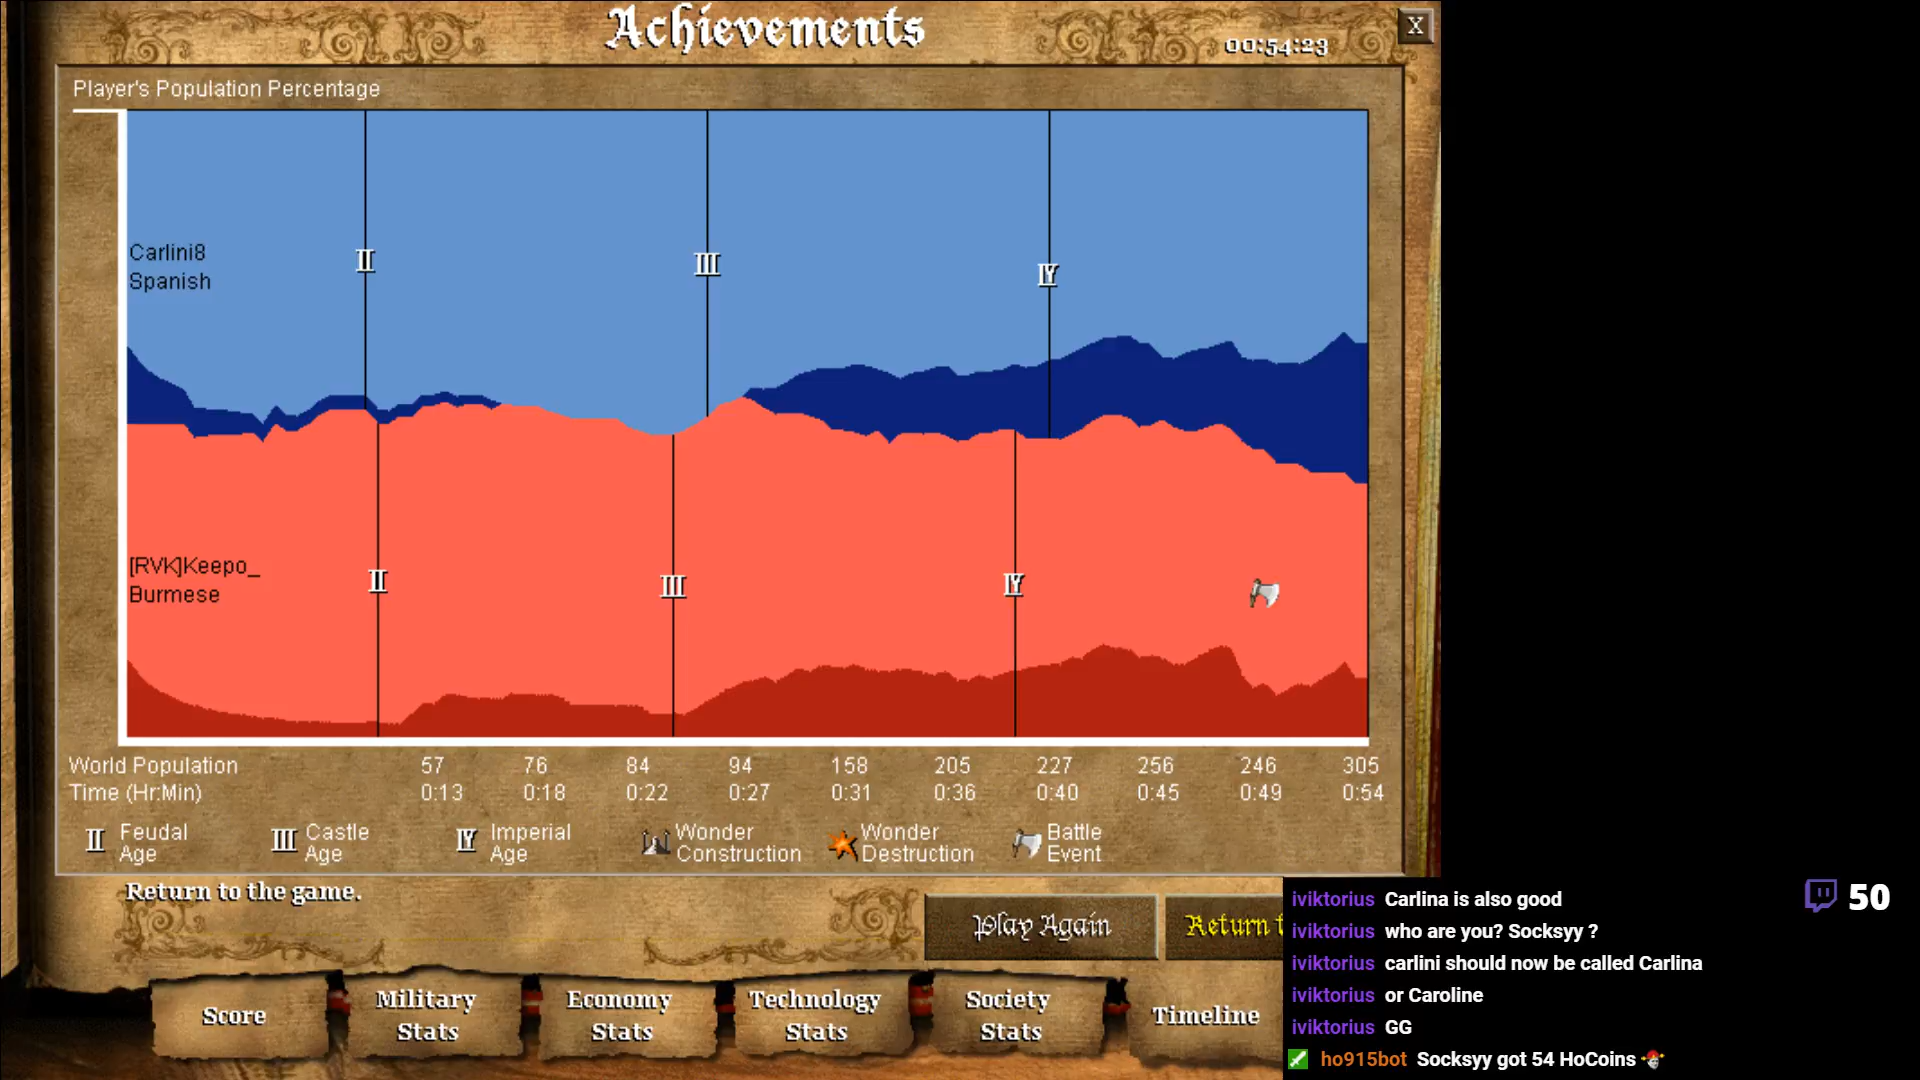 Achievements
00:54:23
X
Player's Population Percentage
Carlini8
Spanish
II
III
IV
[RVK]Keepo_
Burmese
II
III
IV
World Population 57 76 84 94 158 205 227 256 246 305
Time (Hr:Min) 0:13 0:18 0:22 0:27 0:31 0:36 0:40 0:45 0:49 0:54
II Feudal Age
III Castle Age
IV Imperial Age
Wonder Construction
Wonder Destruction
Battle Event
Return to the game.
Play Again
Return
Score
Military Stats
Economy Stats
Technology Stats
Society Stats
Timeline
50
iviktorius Carlina is also good
iviktorius who are you? Socksyy ?
iviktorius carlini should now be called Carlina
iviktorius or Caroline
iviktorius GG
ho915bot Socksyy got 54 HoCoins